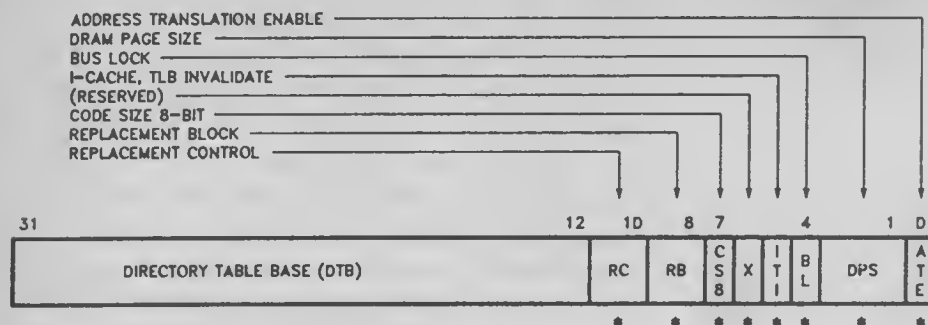 ADDRESS TRANSLATION ENABLE
DRAM PAGE SIZE
BUS LOCK
I-CACHE, TLB INVALIDATE
(RESERVED)
CODE SIZE 8-BIT
REPLACEMENT BLOCK
REPLACEMENT CONTROL
31 12 10 8 7 4 1 0
DIRECTORY TABLE BASE (DTB) RC RB CS8 X ITI BL DPS ATE
* * * * * * * *